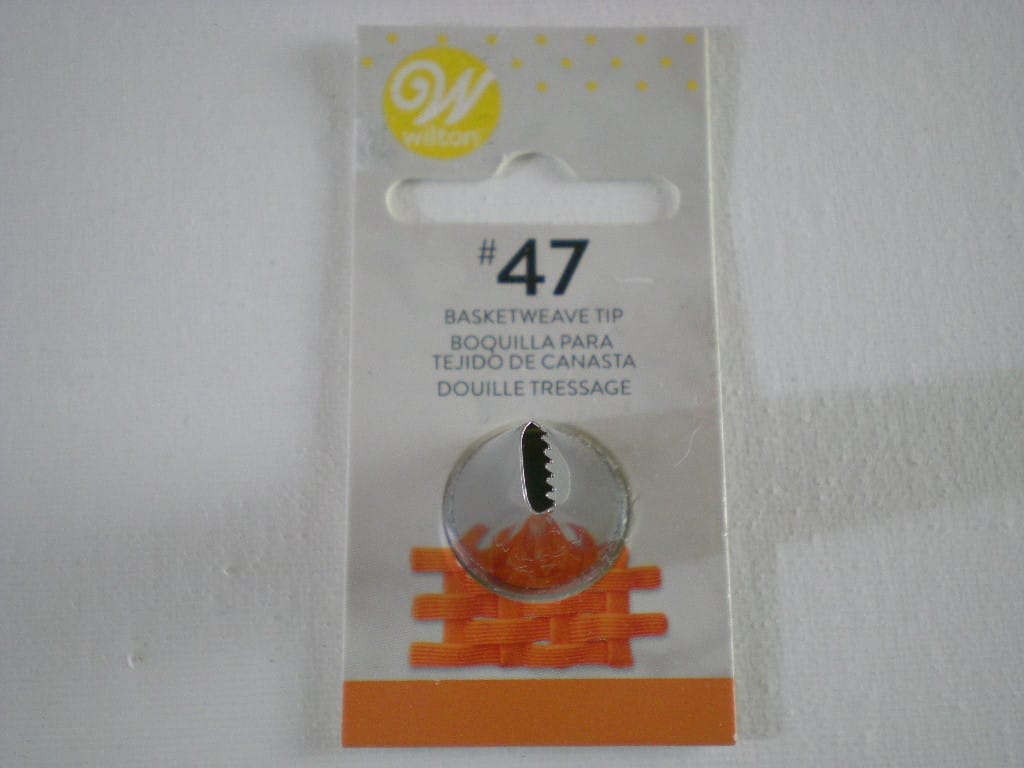 W
wilton
#47
BASKETWEAVE TIP
BOQUILLA PARA
TEJIDO DE CANASTA
DOUILLE TRESSAGE